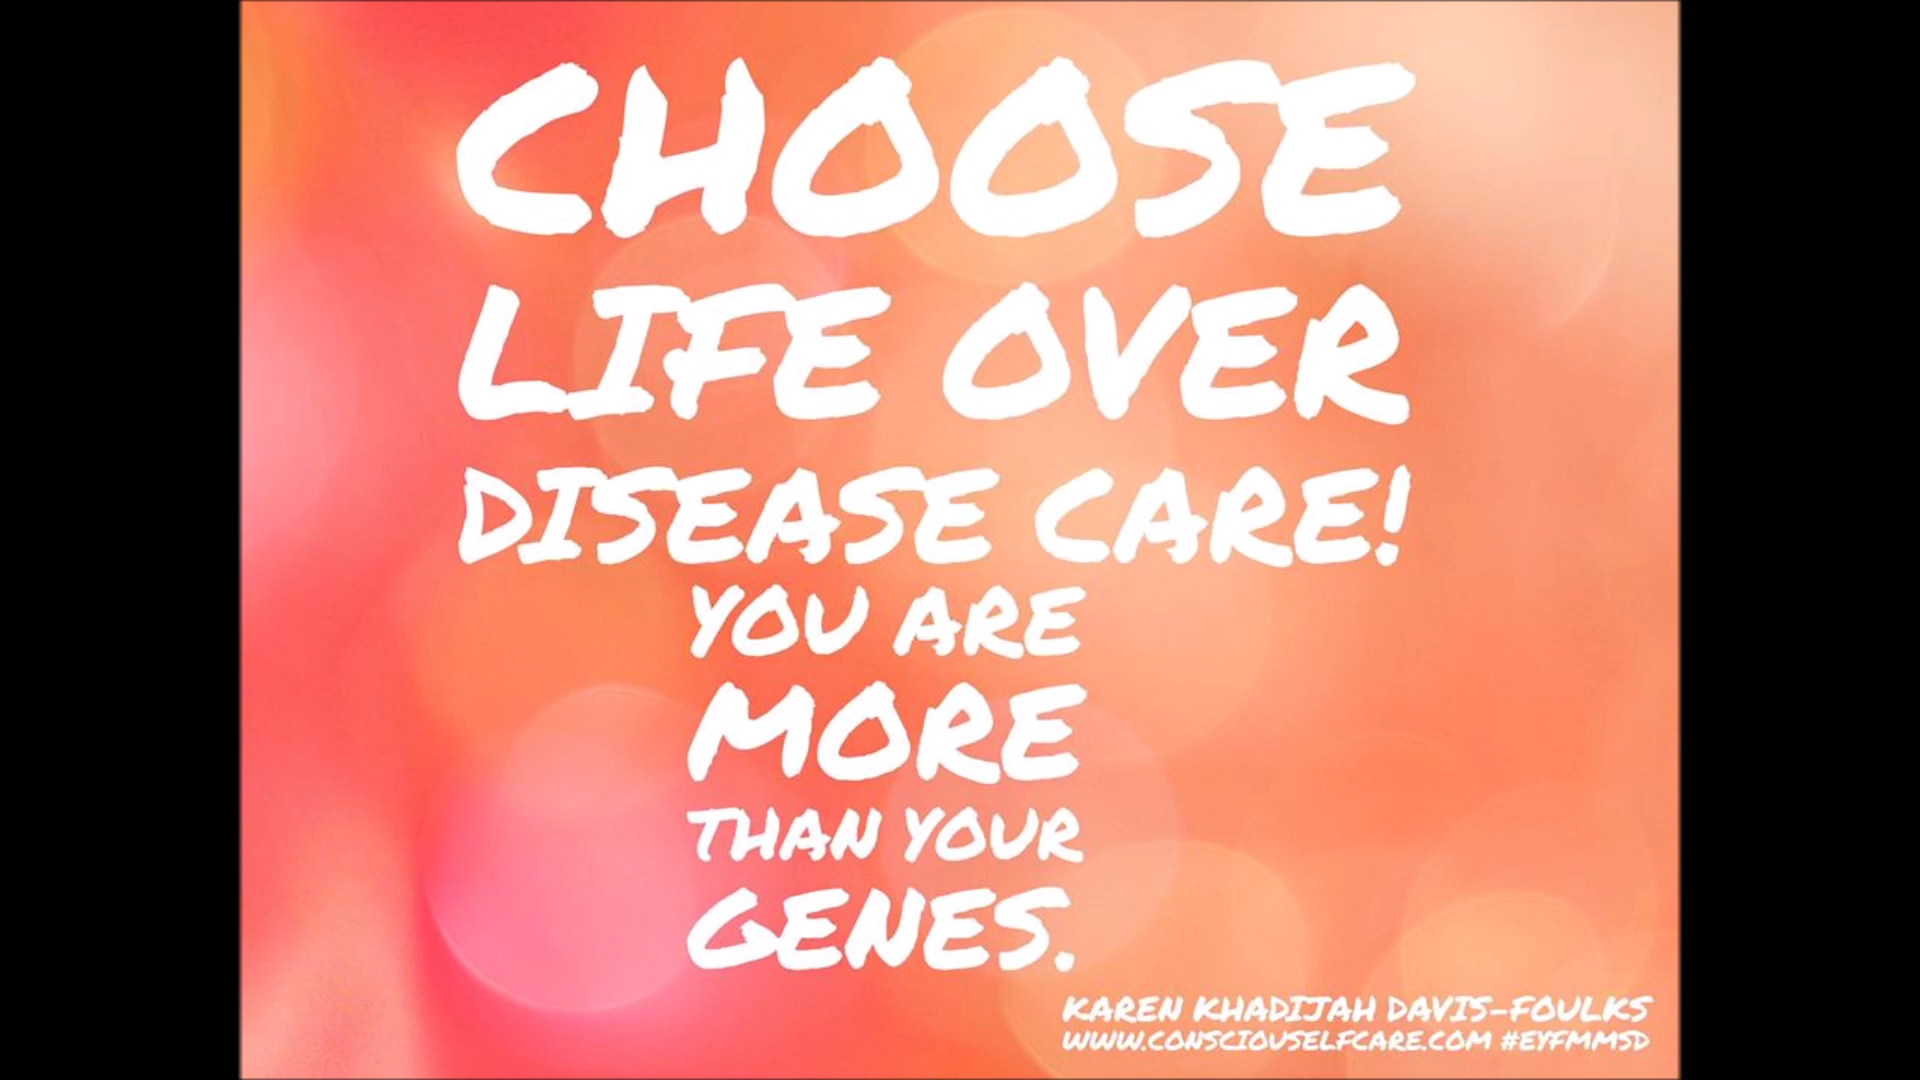 CHOOSE
LIFE OVER
DISEASE CARE!
YOU ARE
MORE
THAN YOUR
GENES.
KAREN KHADIJAH DAVIS-FOULKS
WWW.CONSCIOUSELFCARE.COM #EYFMMSD